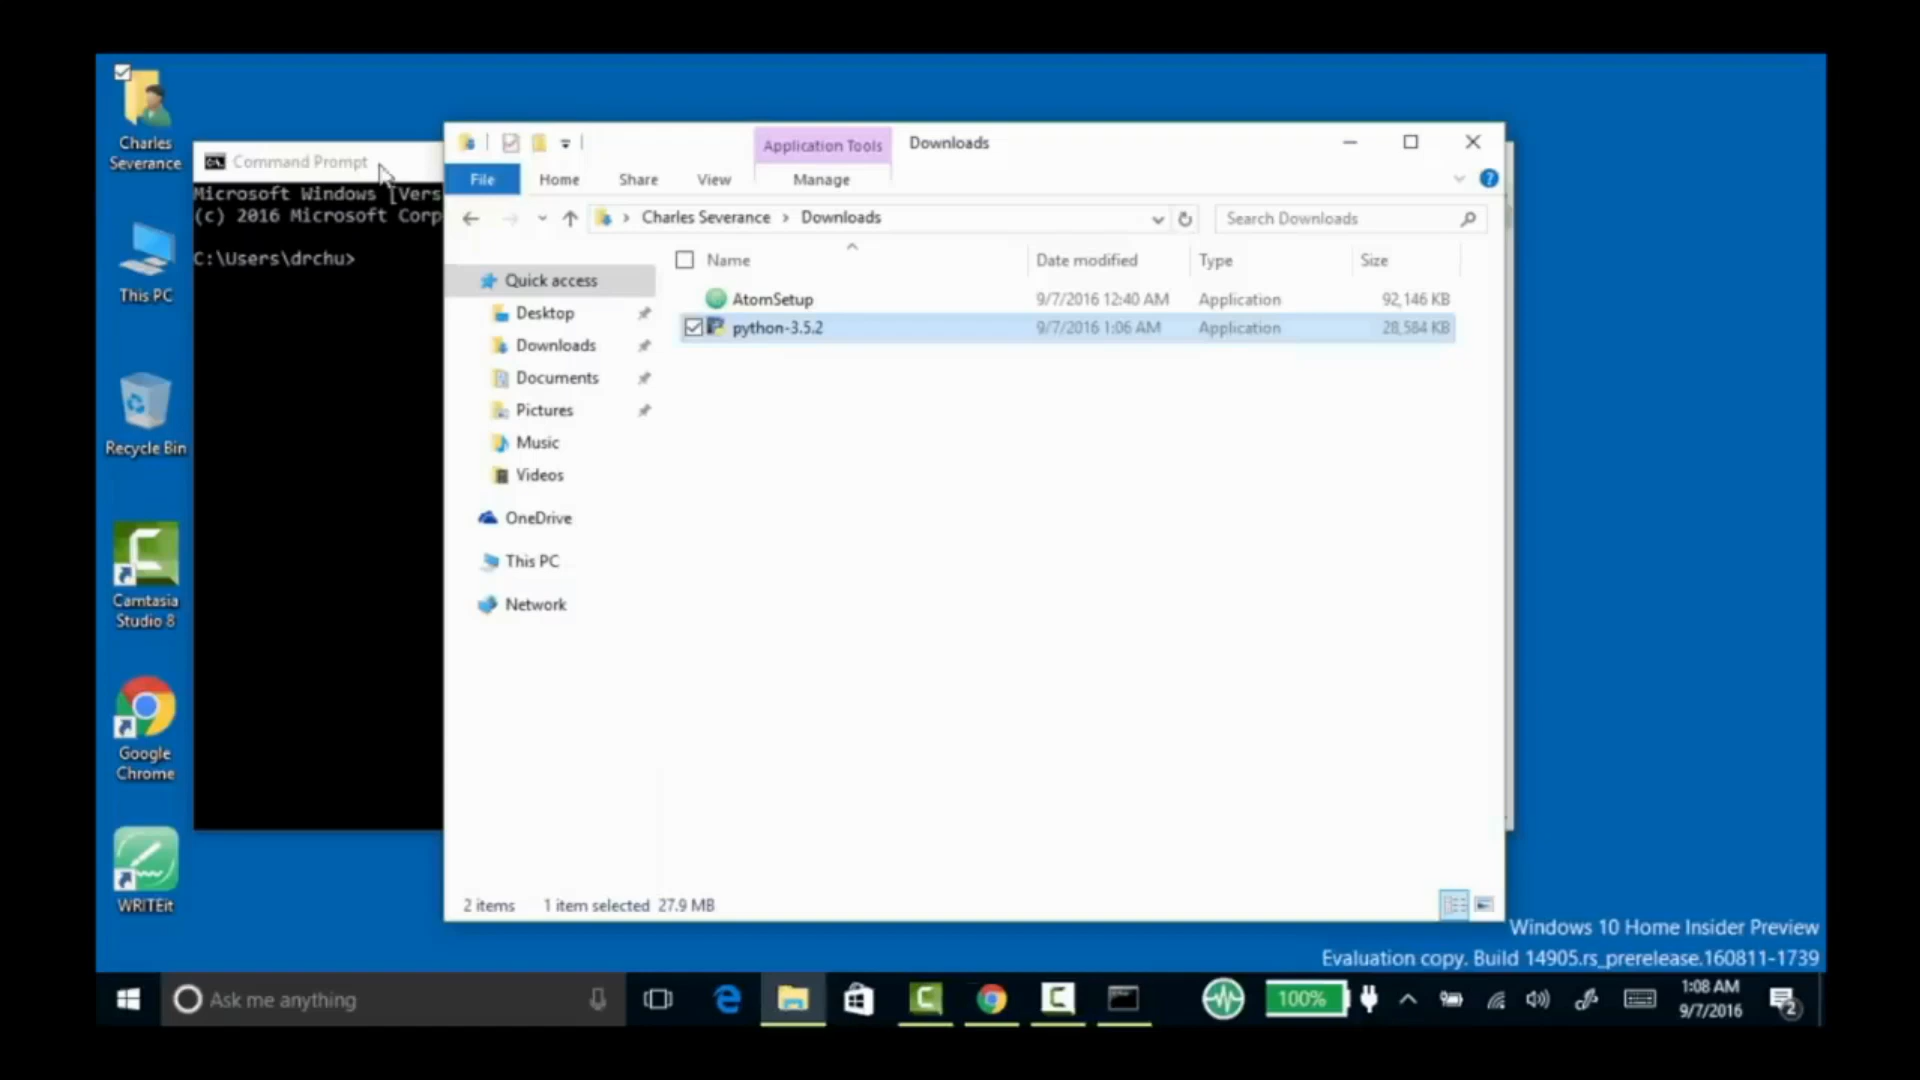 Charles
Severance
This PC
Recycle Bin
Camtasia
Studio 8
Google
Chrome
WRITEit
Command Prompt
Microsoft Windows [Vers
(c) 2016 Microsoft Corp
C:\Users\drchu>
Application Tools
Downloads
File
Home
Share
View
Manage
Charles Severance
Downloads
Search Downloads
Name
Date modified
Type
Size
Quick access
Desktop
Downloads
Documents
Pictures
Music
Videos
OneDrive
This PC
Network
AtomSetup 9/7/2016 12:40 AM Application 92,146 KB
python-3.5.2 9/7/2016 1:06 AM Application 28,584 KB
2 items 1 item selected 27.9 MB
Windows 10 Home Insider Preview
Evaluation copy. Build 14905.rs_prerelease.160811-1739
Ask me anything
100%
1:08 AM
9/7/2016
2